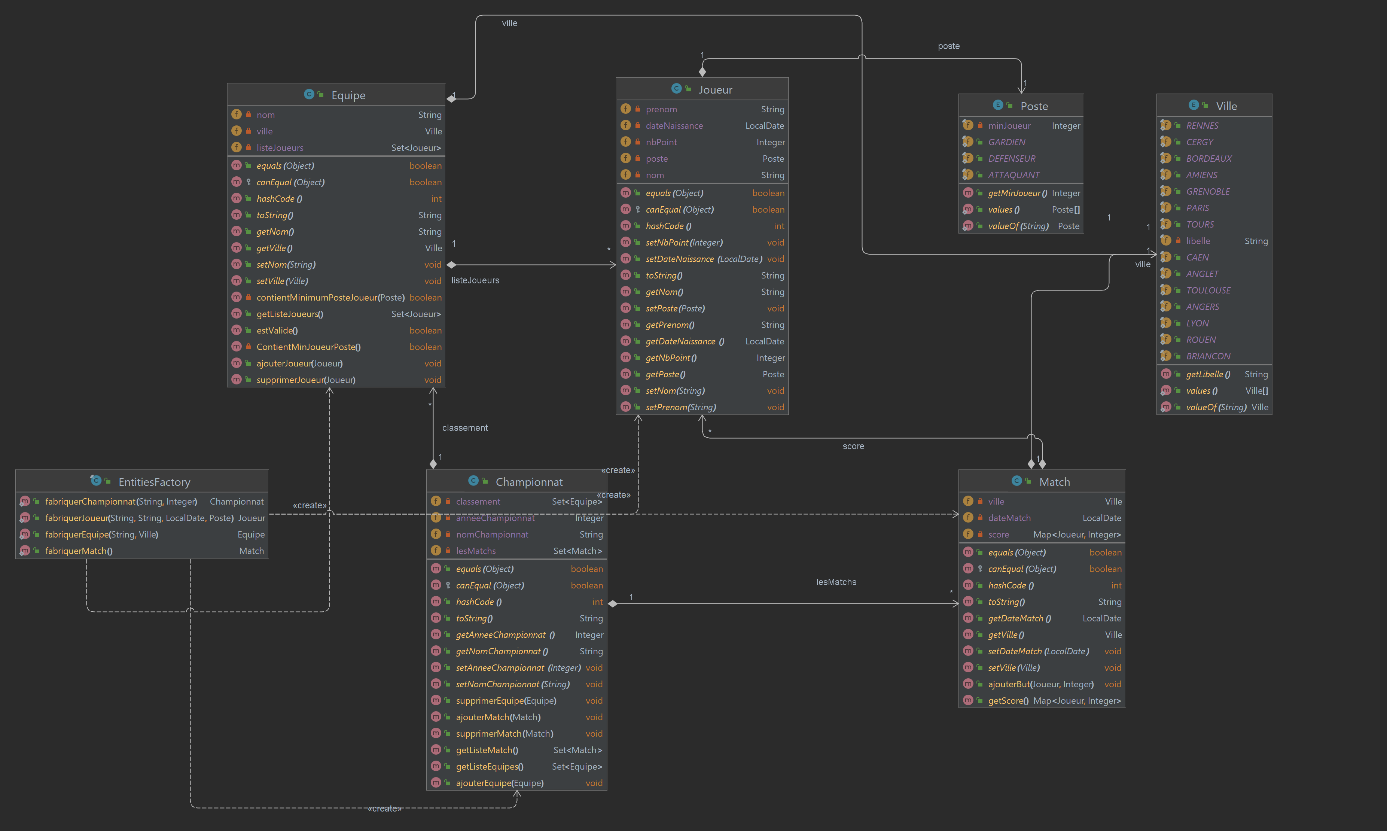 ville
Equipe
nom String
ville Ville
listeJoueurs Set<Joueur>
equals(Object) boolean
canEqual(Object) boolean
hashCode() int
toString() String
getNom() String
getVille() Ville
setNom(String) void
setVille(Ville) void
contientMinimumPosteJoueur(Poste) boolean
getListeJoueurs() Set<Joueur>
estValide() boolean
ContientMinJoueurPoste() boolean
ajouterJoueur(Joueur) void
supprimerJoueur(Joueur) void
1
1
listeJoueurs
*
1
Joueur
prenom String
dateNaissance LocalDate
nbPoint Integer
poste Poste
nom String
equals(Object) boolean
canEqual(Object) boolean
hashCode() int
setNbPoint(Integer) void
setDateNaissance(LocalDate) void
toString() String
getNom() String
setPoste(Poste) void
getPrenom() String
getDateNaissance() LocalDate
getNbPoint() Integer
getPoste() Poste
setNom(String) void
setPrenom(String) void
poste
1
Poste
minJoueur Integer
GARDIEN
DEFENSEUR
ATTAQUANT
getMinJoueur() Integer
values() Poste[]
valueOf(String) Poste
1
1
1
ville
Ville
RENNES
CERGY
BORDEAUX
AMIENS
GRENOBLE
PARIS
TOURS
libelle String
CAEN
ANGLET
TOULOUSE
ANGERS
LYON
ROUEN
BRIANCON
getLibelle() String
values() Ville[]
valueOf(String) Ville
*
classement
1
*
score
1
«create»
«create»
«create»
EntitiesFactory
fabriquerChampionnat(String, Integer) Championnat
fabriquerJoueur(String, String, LocalDate, Poste) Joueur
fabriquerEquipe(String, Ville) Equipe
fabriquerMatch() Match
Championnat
classement Set<Equipe>
anneeChampionnat Integer
nomChampionnat String
lesMatchs Set<Match>
equals(Object) boolean
canEqual(Object) boolean
hashCode() int
toString() String
getAnneeChampionnat() Integer
getNomChampionnat() String
setAnneeChampionnat(Integer) void
setNomChampionnat(String) void
supprimerEquipe(Equipe) void
ajouterMatch(Match) void
supprimerMatch(Match) void
getListeMatch() Set<Match>
getListeEquipes() Set<Equipe>
ajouterEquipe(Equipe) void
1
lesMatchs
*
Match
ville Ville
dateMatch LocalDate
score Map<Joueur, Integer>
equals(Object) boolean
canEqual(Object) boolean
hashCode() int
toString() String
getDateMatch() LocalDate
getVille() Ville
setDateMatch(LocalDate) void
setVille(Ville) void
ajouterBut(Joueur, Integer) void
getScore() Map<Joueur, Integer>
«create»